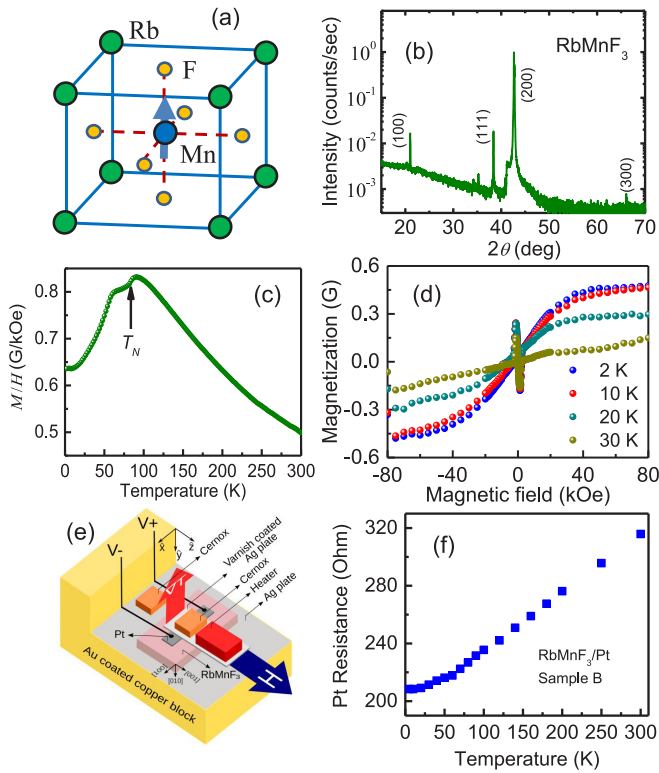 (a)
Rb
F
Mn
(b)
RbMnF3
Intensity (counts/sec)
10^0
10^-1
10^-2
10^-3
(100)
(111)
(200)
(300)
20 30 40 50 60 70
2θ (deg)
(c)
M/H (G/kOe)
0.8
0.7
0.6
0.5
T_N
0 50 100 150 200 250 300
Temperature (K)
(d)
Magnetization (G)
0.6
0.3
0.0
-0.3
-0.6
2 K
10 K
20 K
30 K
-80 -40 0 40 80
Magnetic field (kOe)
(e)
V+
V-
x̂
ŷ
ẑ
Cernox
Varnish coated
Ag plate
Cernox
Heater
Ag plate
Pt
H
RbMnF3
[100]
[010]
[001]
Au coated copper block
(f)
Pt Resistance (Ohm)
320
280
240
200
RbMnF3/Pt
Sample B
0 50 100 150 200 250 300
Temperature (K)